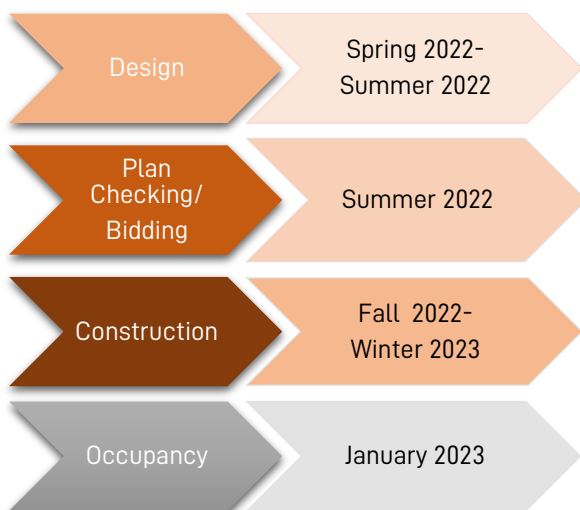 Design
Spring 2022-
Summer 2022
Plan
Checking/
Bidding
Summer 2022
Construction
Fall 2022-
Winter 2023
Occupancy
January 2023